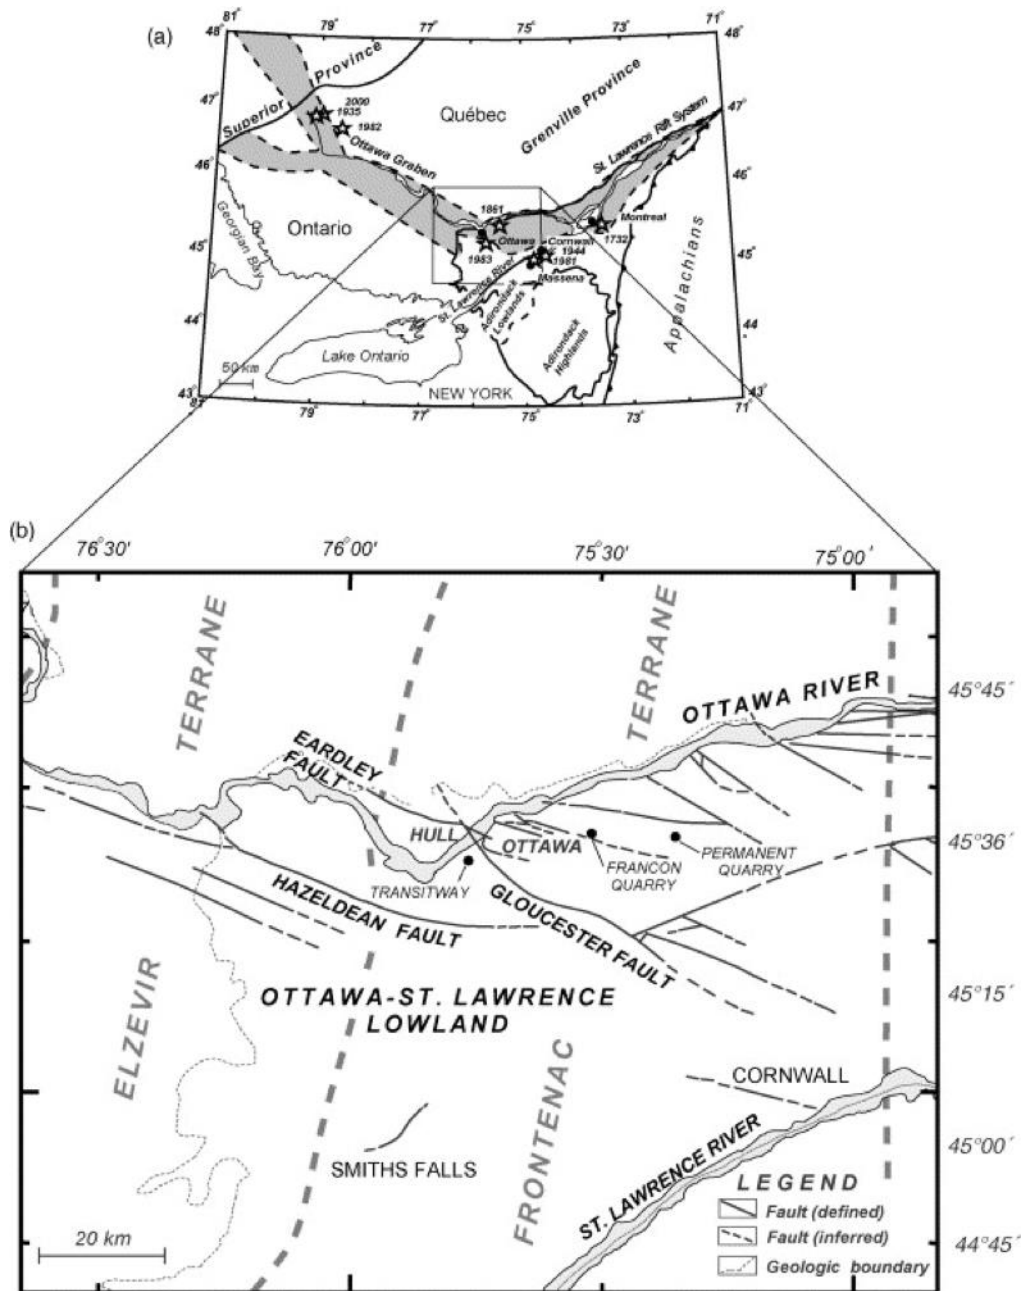 (a)
81°
79°
77°
75°
73°
71°
48°
48°
47°
47°
46°
46°
45°
45°
44°
44
43°
43°
81°
79°
77°
75°
73°
71°
Superior Province
2000
1935
1982
Québec
Grenville Province
Ottawa Graben
St. Lawrence Rift System
Georgian Bay
Ontario
1861
Ottawa
1983
Cornwall
1944
1981
Massena
Montreal
1732
St. Lawrence River
Adirondack
Lowlands
Adirondack
Highlands
Appalachians
Lake Ontario
50 km
NEW YORK
(b)
76°30´
76°00´
75°30´
75°00´
TERRANE
TERRANE
OTTAWA RIVER
45°45´
EARDLEY
FAULT
HULL
OTTAWA
45°36´
TRANSITWAY
FRANCON
QUARRY
PERMANENT
QUARRY
HAZELDEAN FAULT
GLOUCESTER FAULT
45°15´
ELZEVIR
OTTAWA-ST. LAWRENCE
LOWLAND
FRONTENAC
CORNWALL
45°00´
SMITHS FALLS
ST. LAWRENCE RIVER
LEGEND
Fault (defined)
Fault (inferred)
Geologic boundary
44°45´
20 km